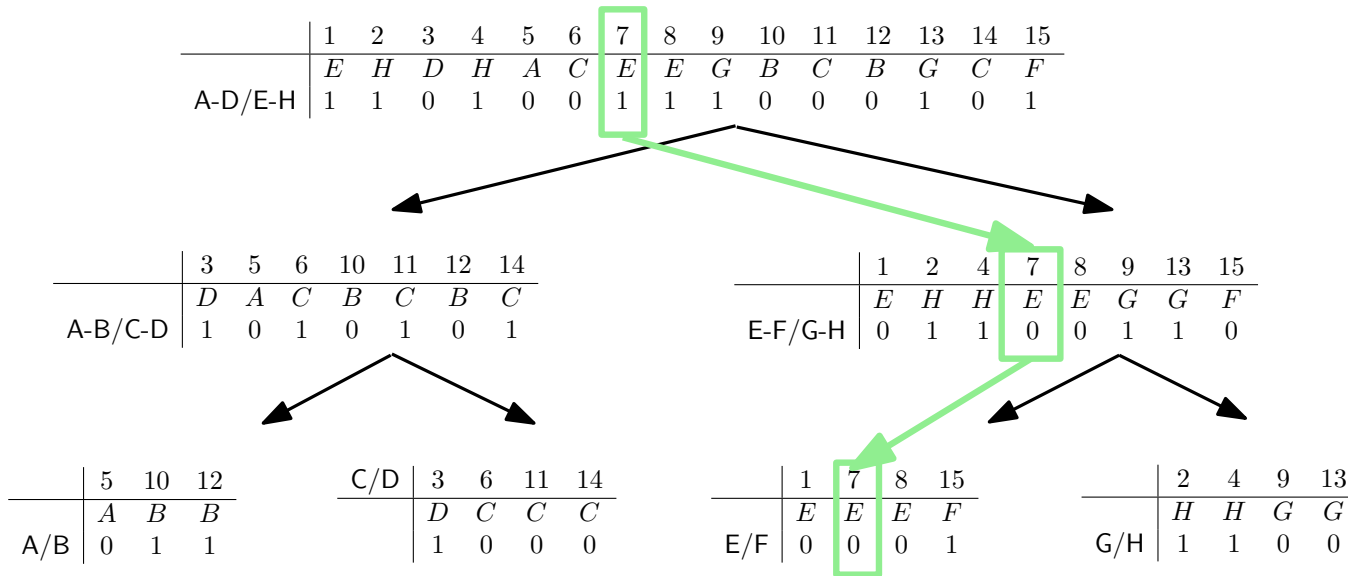 1 2 3 4 5 6 7 8 9 10 11 12 13 14 15
E H D H A C E E G B C B G C F
A-D/E-H 1 1 0 1 0 0 1 1 1 0 0 0 1 0 1
3 5 6 10 11 12 14
D A C B C B C
A-B/C-D 1 0 1 0 1 0 1
1 2 4 7 8 9 13 15
E H H E E G G F
E-F/G-H 0 1 1 0 0 1 1 0
5 10 12
A B B
A/B 0 1 1
C/D 3 6 11 14
D C C C
1 0 0 0
1 7 8 15
E E E F
E/F 0 0 0 1
2 4 9 13
H H G G
G/H 1 1 0 0